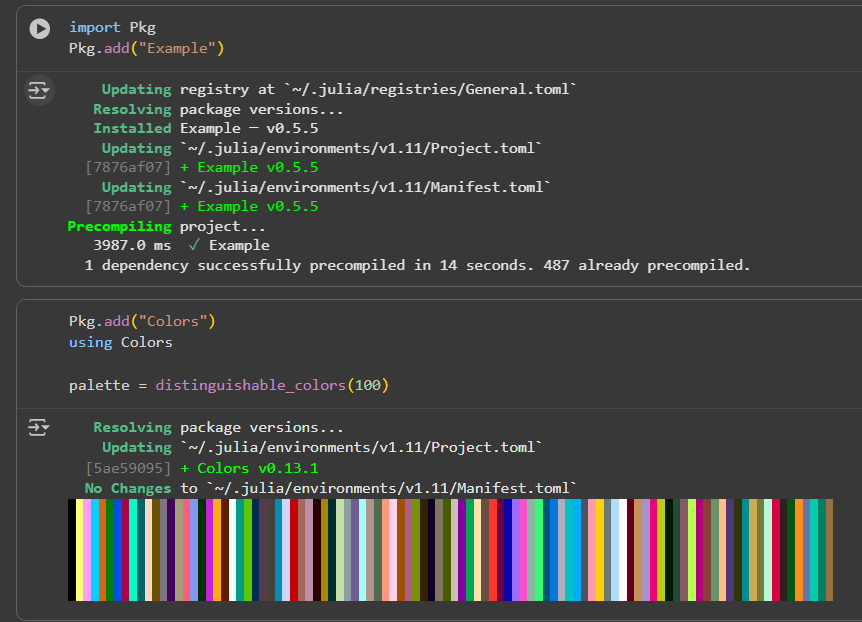 import Pkg
Pkg.add("Example")
Updating registry at `~/.julia/registries/General.toml`
Resolving package versions...
Installed Example ─ v0.5.5
Updating `~/.julia/environments/v1.11/Project.toml`
[7876af07] + Example v0.5.5
Updating `~/.julia/environments/v1.11/Manifest.toml`
[7876af07] + Example v0.5.5
Precompiling project...
3987.0 ms ✓ Example
1 dependency successfully precompiled in 14 seconds. 487 already precompiled.
Pkg.add("Colors")
using Colors
palette = distinguishable_colors(100)
Resolving package versions...
Updating `~/.julia/environments/v1.11/Project.toml`
[5ae59095] + Colors v0.13.1
No Changes to `~/.julia/environments/v1.11/Manifest.toml`